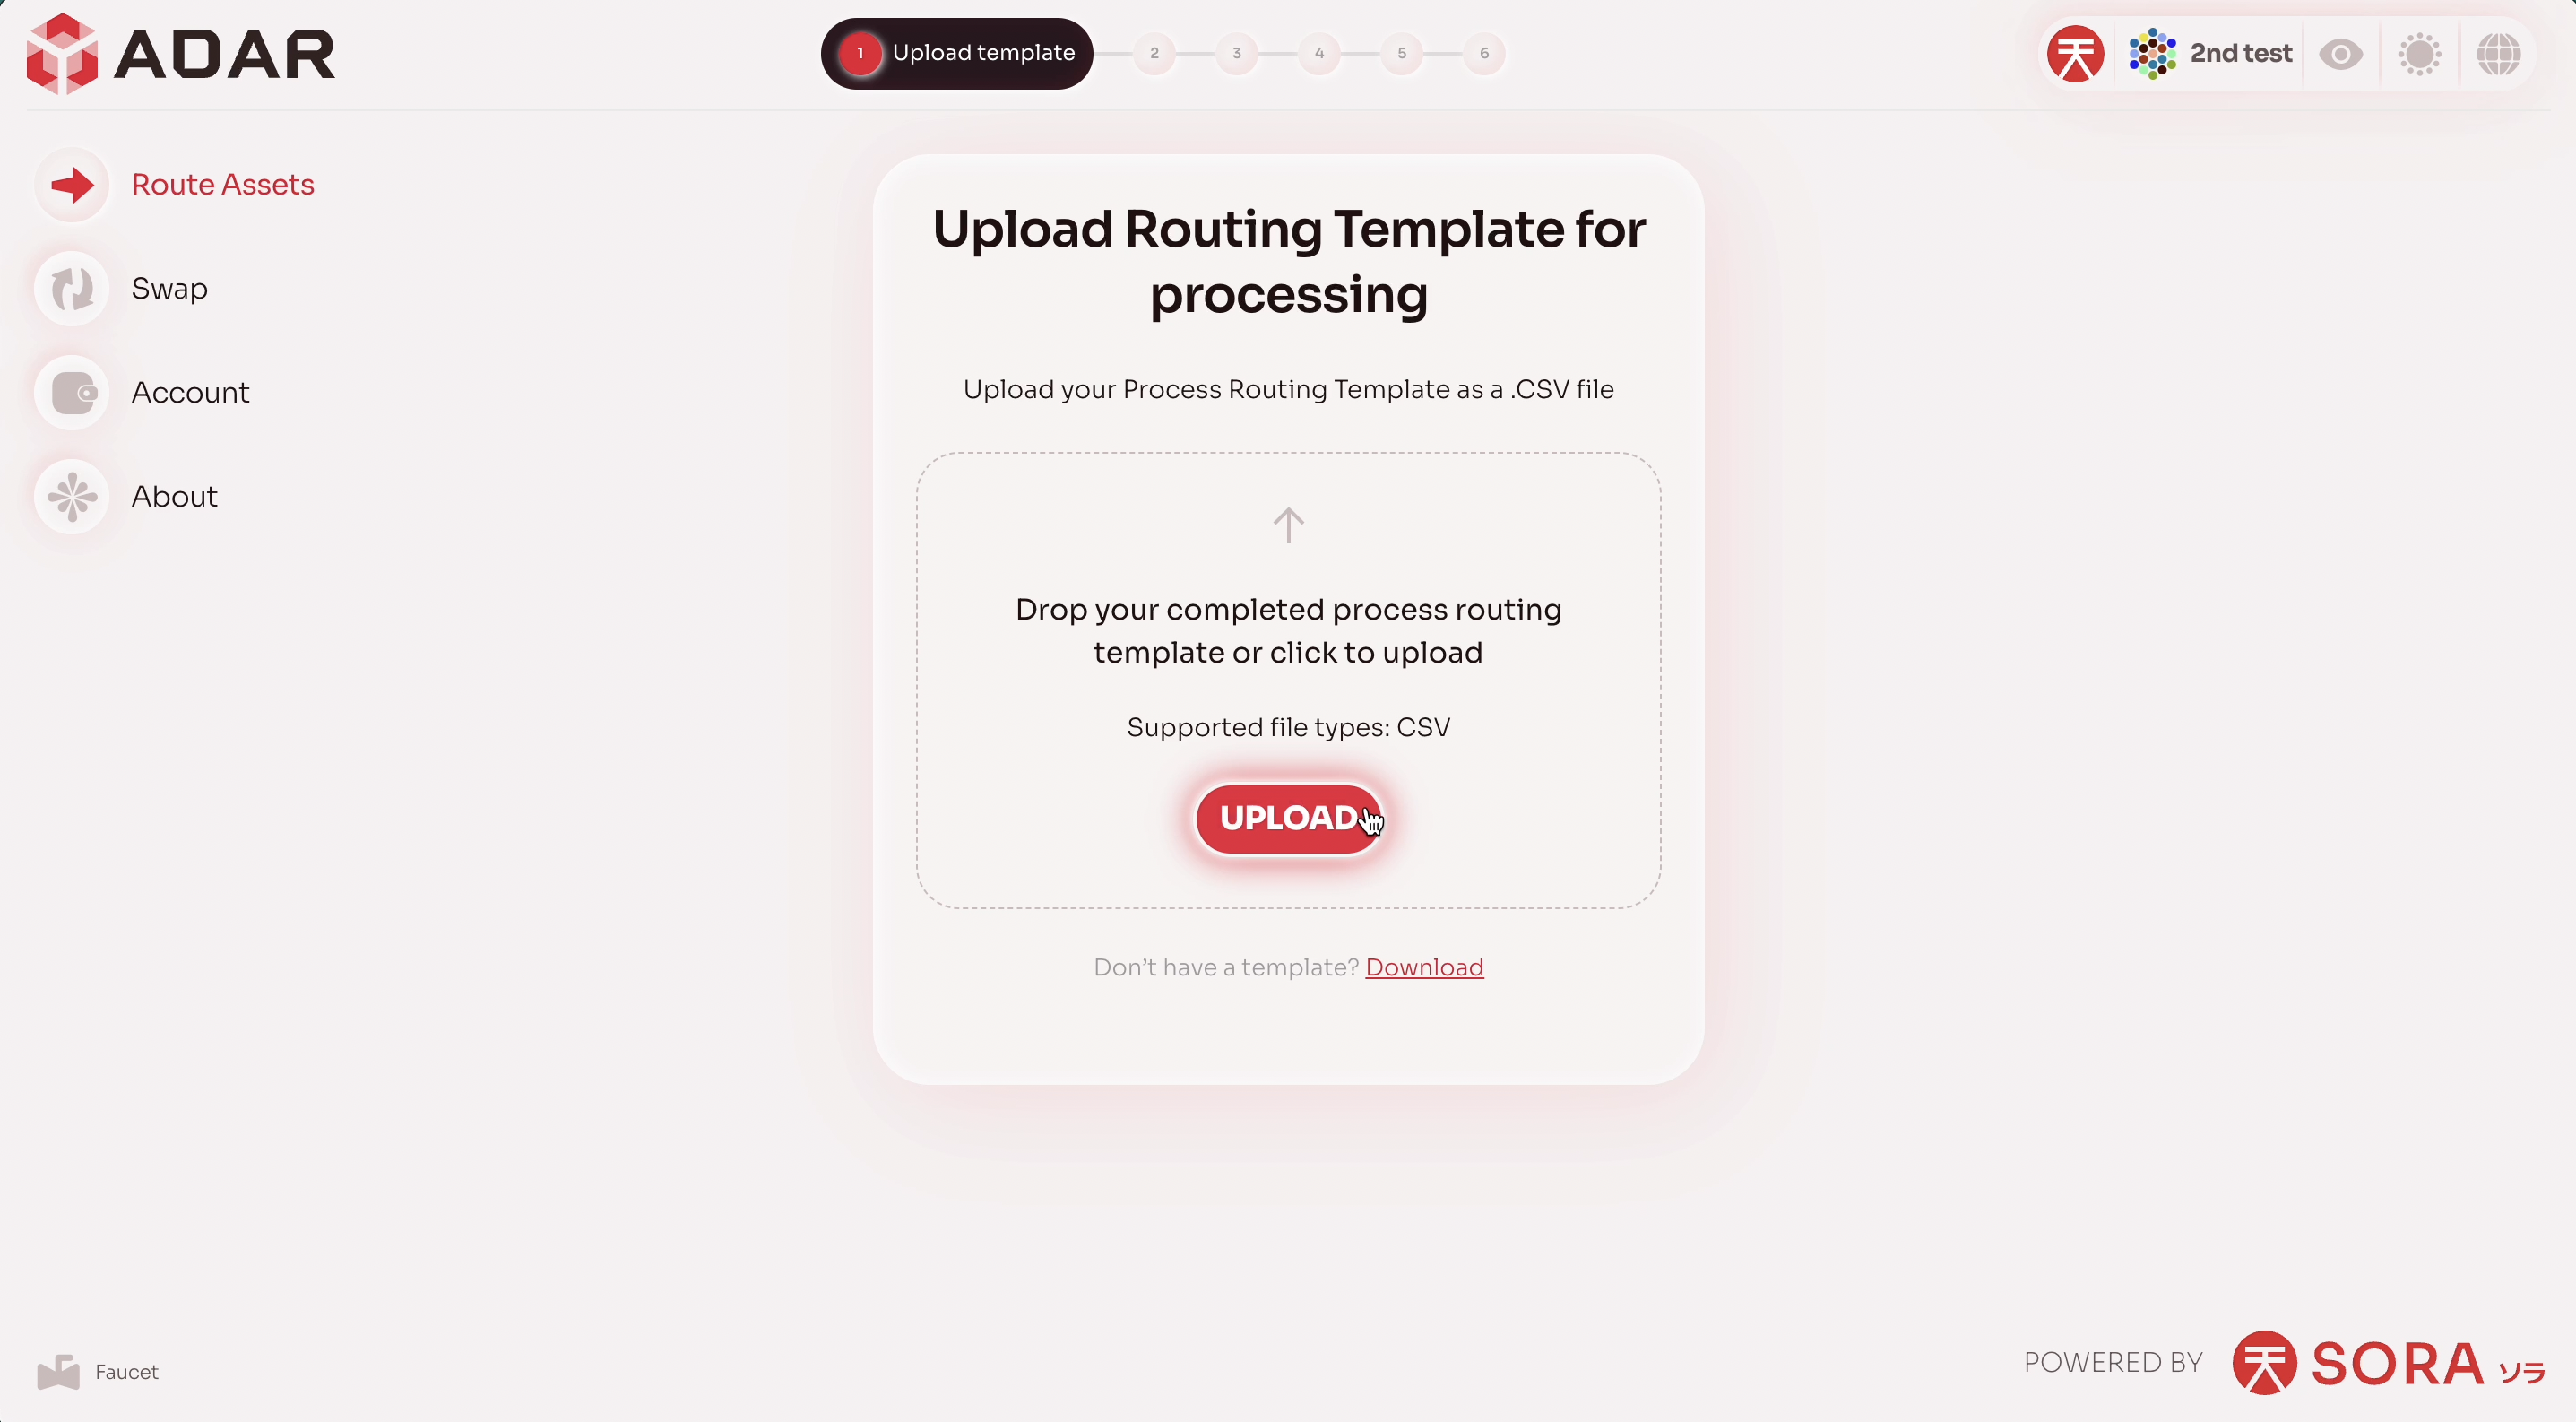 ADAR
1 Upload template 2 3 4 5 6
天 2nd test
Route Assets
Swap
Account
About
Upload Routing Template for
processing
Upload your Process Routing Template as a .CSV file
Drop your completed process routing
template or click to upload
Supported file types: CSV
UPLOAD
Don’t have a template? Download
Faucet
POWERED BY 天 SORA ソラ